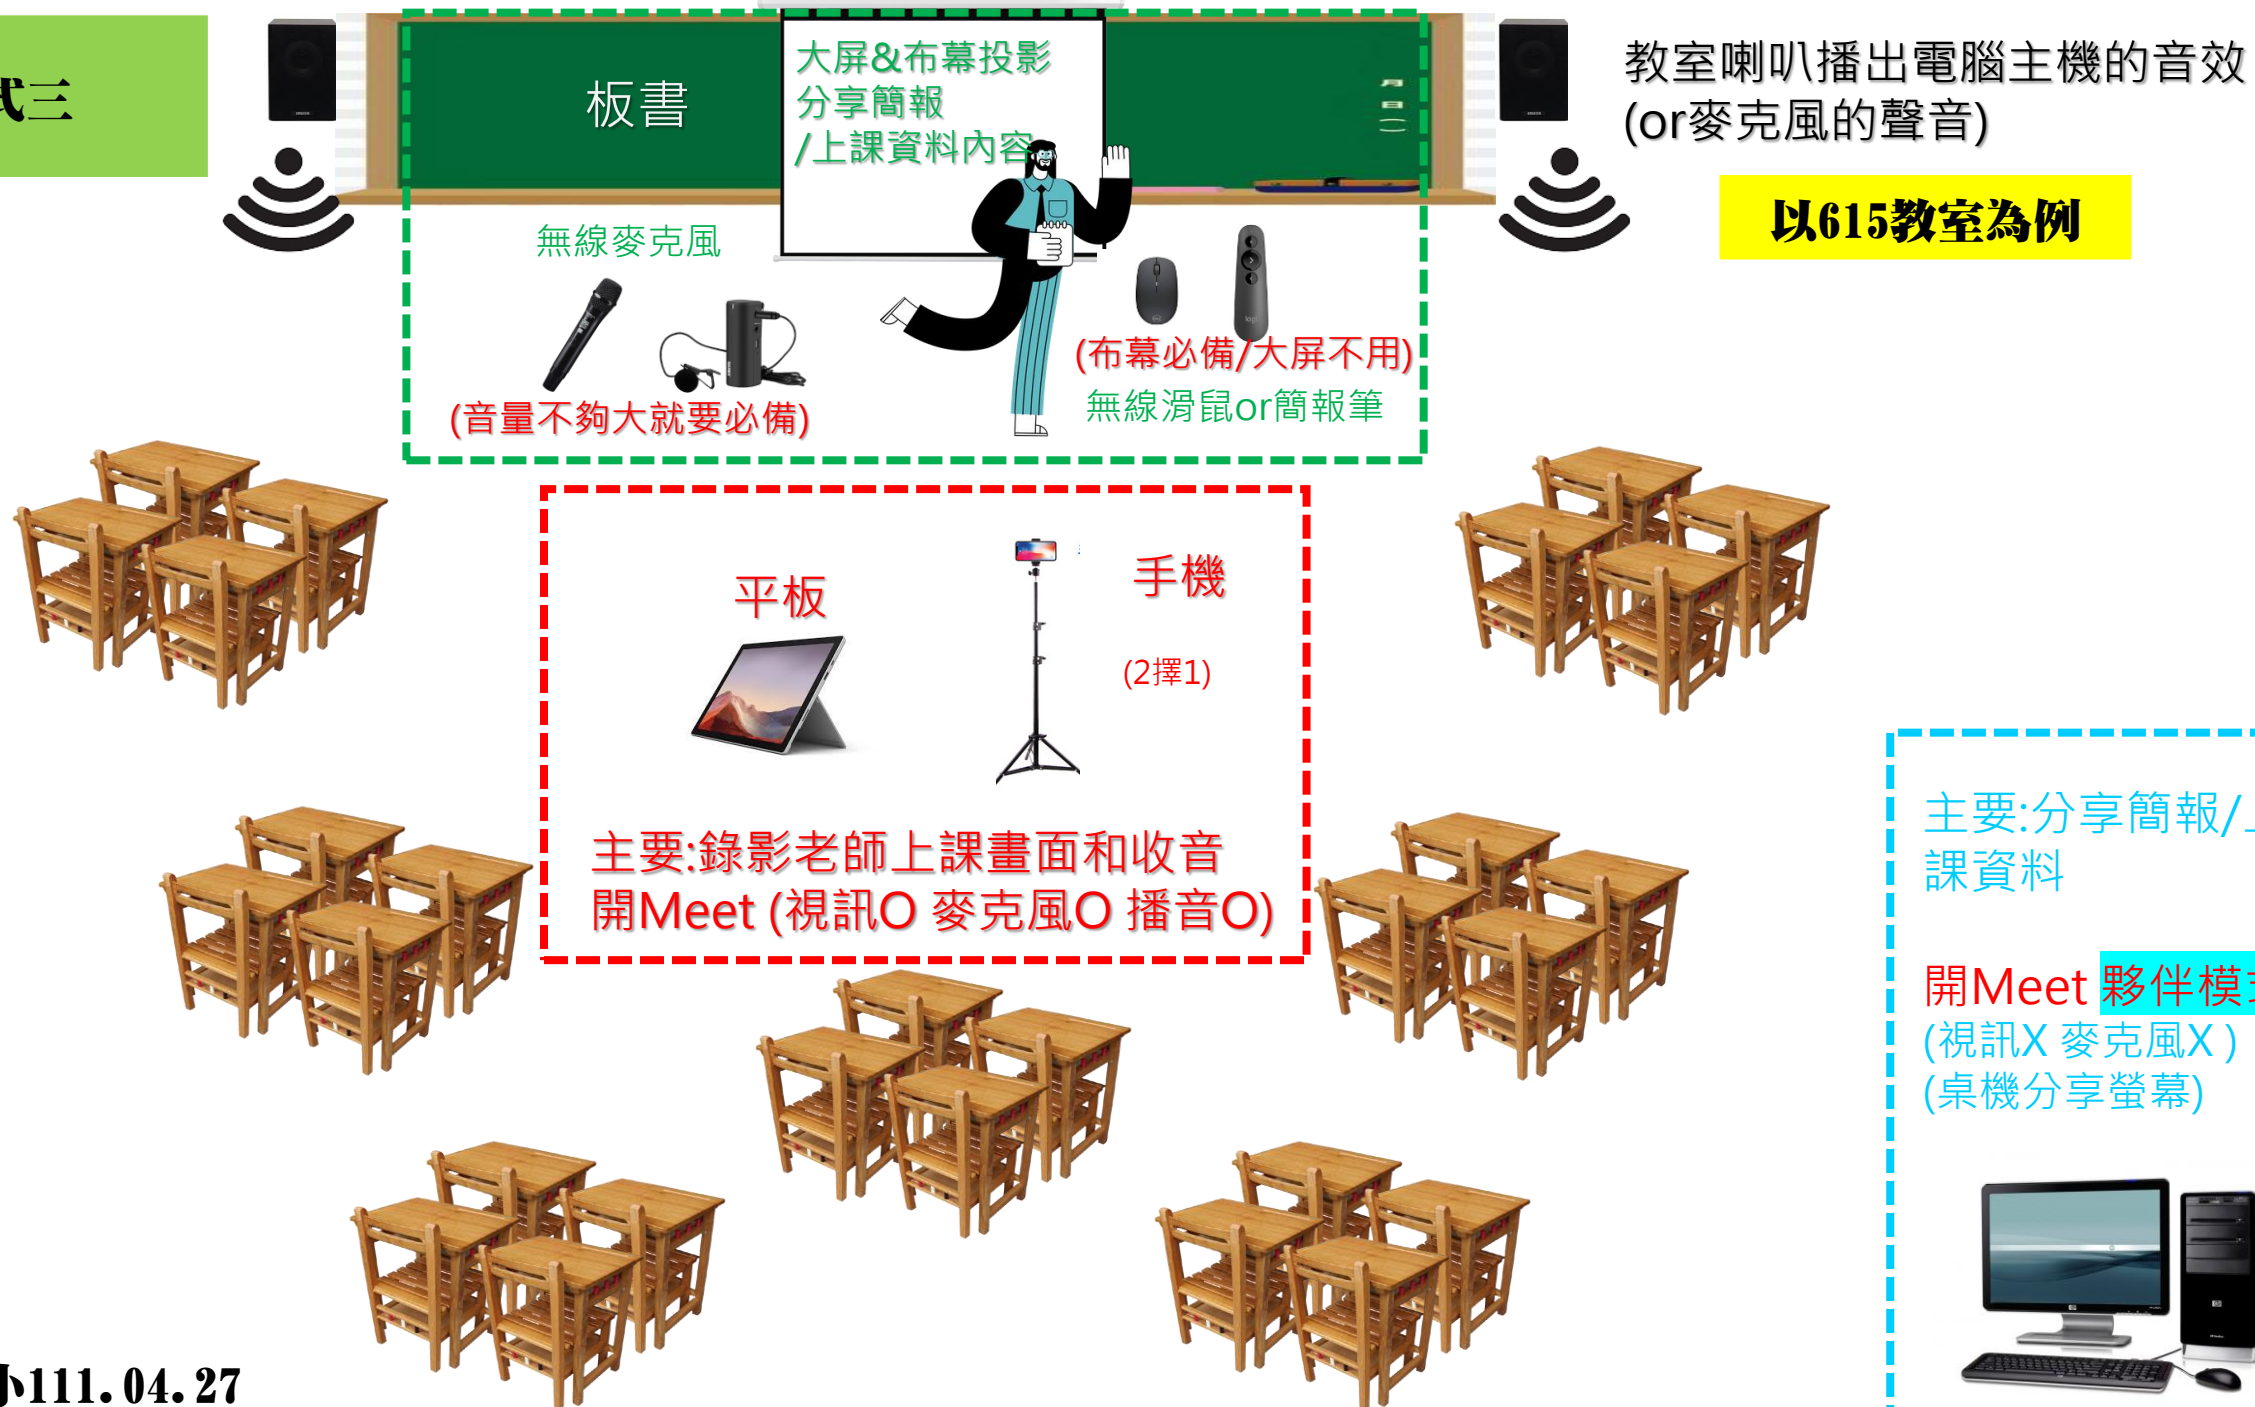 式三
板書
大屏&布幕投影
分享簡報
/上課資料內容
教室喇叭播出電腦主機的音效
(or麥克風的聲音)
以615教室為例
無線麥克風
(音量不夠大就要必備)
(布幕必備/大屏不用)
無線滑鼠or簡報筆
平板
手機
(2擇1)
主要:錄影老師上課畫面和收音
開Meet (視訊O 麥克風O 播音O)
主要:分享簡報/上
課資料
開Meet 夥伴模式
(視訊X 麥克風X )
(桌機分享螢幕)
小111.04.27